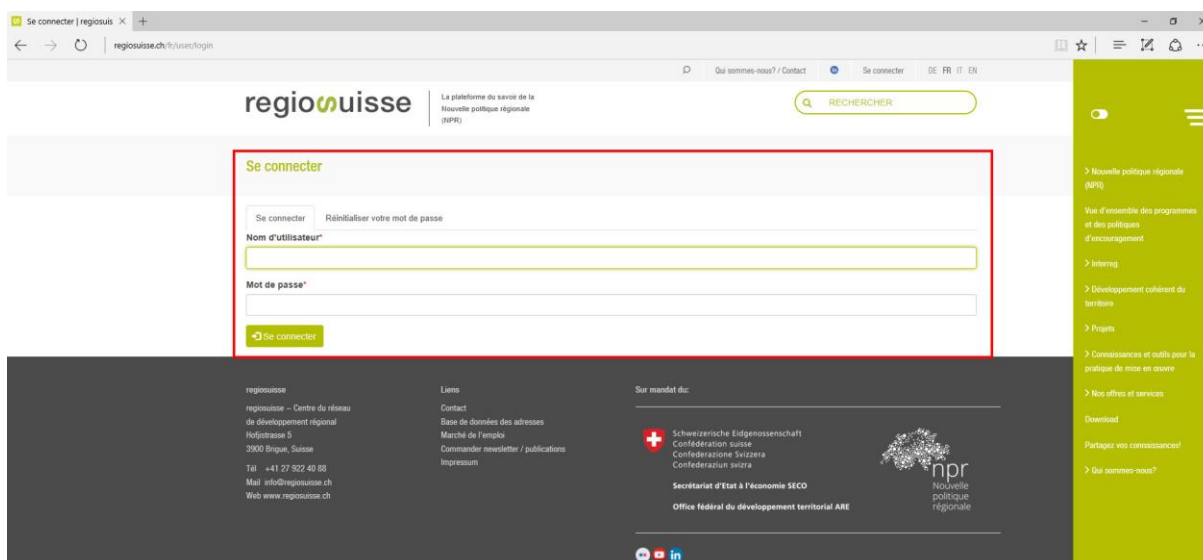 Se connecter | regiosuis
regiosuisse.ch/fr/user/login
Qui sommes-nous? / Contact
Se connecter
DE FR IT EN
regiosuisse
La plateforme du savoir de la
Nouvelle politique régionale
(NPR)
RECHERCHER
Se connecter
Se connecter
Réinitialiser votre mot de passe
Nom d'utilisateur*
Mot de passe*
Se connecter
> Nouvelle politique régionale
(NPR)
Vue d'ensemble des programmes
et des politiques
d'encouragement
> Interreg
> Développement cohérent du
territoire
> Projets
> Connaissances et outils pour la
pratique de mise en œuvre
> Nos offres et services
Download
Partagez vos connaissances!
> Qui sommes-nous?
regiosuisse
regiosuisse – Centre du réseau
de développement régional
Hofjistrasse 5
3900 Brigue, Suisse
Tél +41 27 922 40 88
Mail info@regiosuisse.ch
Web www.regiosuisse.ch
Liens
Contact
Base de données des adresses
Marché de l'emploi
Commander newsletter / publications
Impressum
Sur mandat du:
Schweizerische Eidgenossenschaft
Confédération suisse
Confederazione Svizzera
Confederaziun svizra
Secrétariat d'Etat à l'économie SECO
Office fédéral du développement territorial ARE
npr
Nouvelle
politique
régionale
in